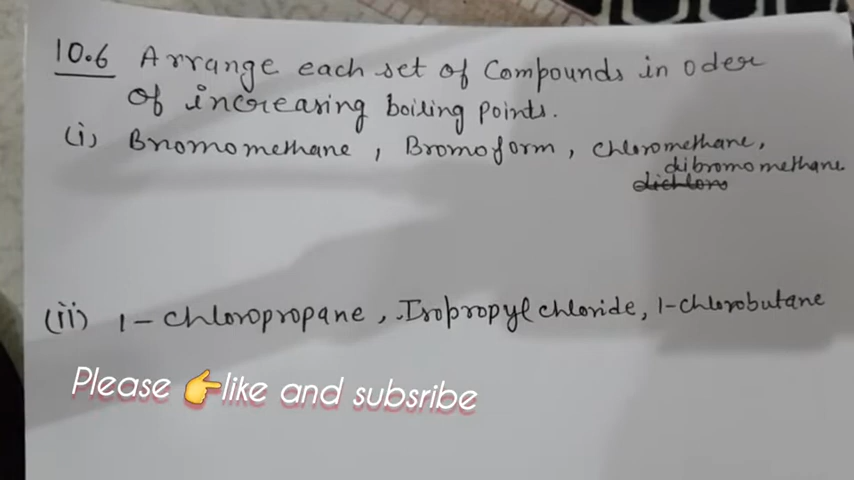 10.6 Arrange each set of Compounds in oder
of increasing boiling points.
(i) Bromomethane, Bromoform, chloromethane,
dibromomethane
dichloro
(ii) 1-chloropropane, Isopropyl chloride, 1-chlorobutane
Please 👉like and subsribe